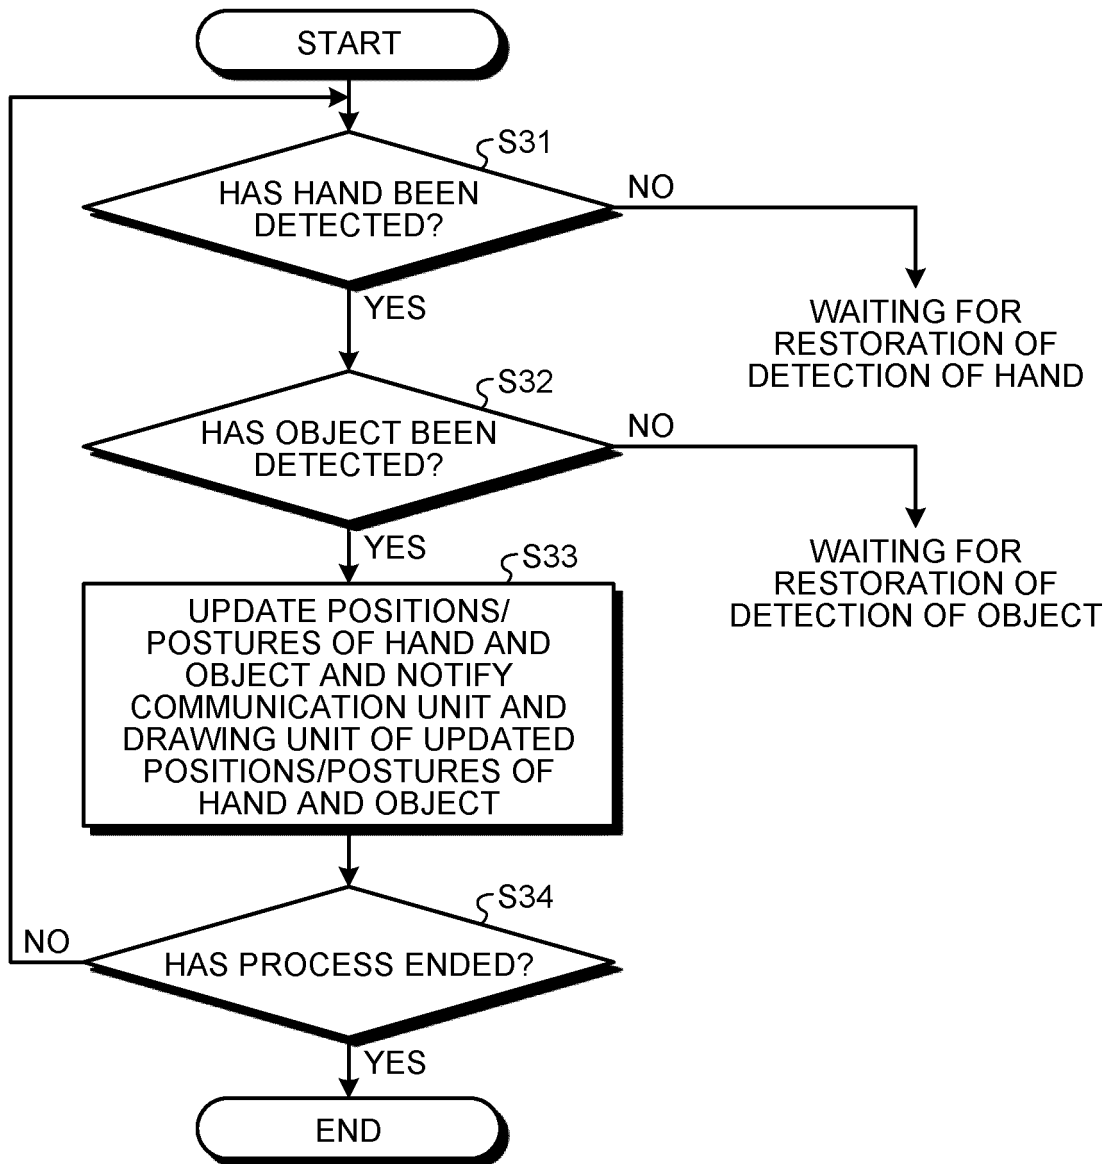 START
S31
HAS HAND BEEN
DETECTED?
NO
YES
WAITING FOR
RESTORATION OF
DETECTION OF HAND
S32
HAS OBJECT BEEN
DETECTED?
NO
YES
WAITING FOR
RESTORATION OF
DETECTION OF OBJECT
S33
UPDATE POSITIONS/
POSTURES OF HAND AND
OBJECT AND NOTIFY
COMMUNICATION UNIT AND
DRAWING UNIT OF UPDATED
POSITIONS/POSTURES OF
HAND AND OBJECT
S34
NO
HAS PROCESS ENDED?
YES
END